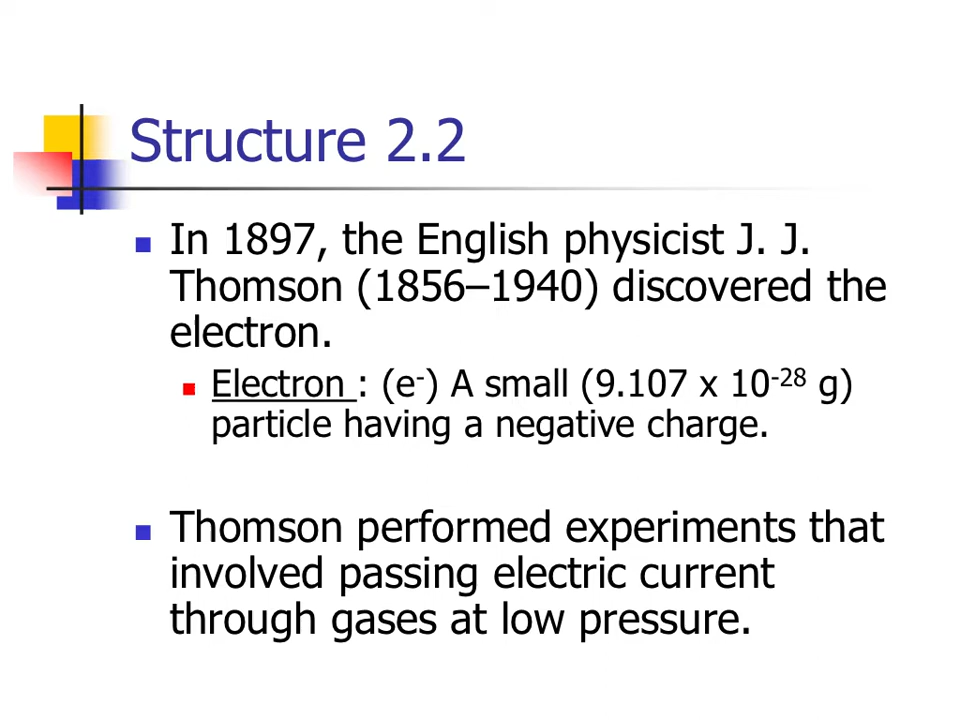 Structure 2.2
In 1897, the English physicist J. J.
Thomson (1856–1940) discovered the
electron.
Electron : (e⁻) A small (9.107 x 10⁻²⁸ g)
particle having a negative charge.
Thomson performed experiments that
involved passing electric current
through gases at low pressure.